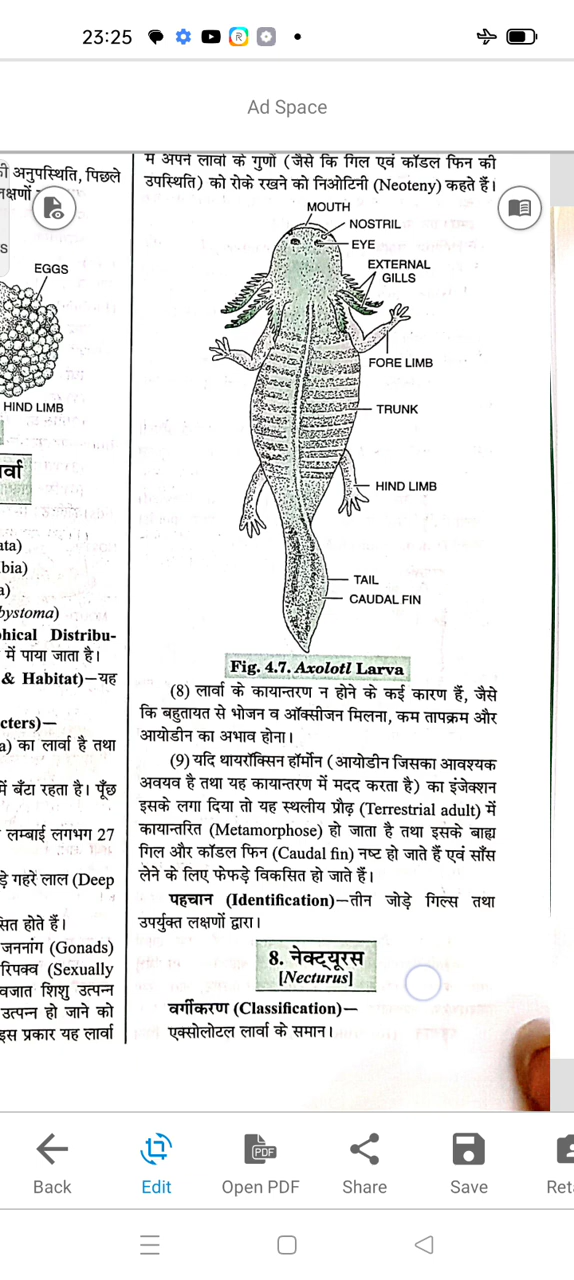 23:25
Ad Space
की अनुपस्थिति, पिछले
EGGS
HIND LIMB
में अपने लार्वा के गुणों (जैसे कि गिल एवं कॉडल फिन की
उपस्थिति) को रोके रखने को निओटिनी (Neoteny) कहते हैं।
MOUTH
NOSTRIL
EYE
EXTERNAL
GILLS
FORE LIMB
TRUNK
HIND LIMB
TAIL
CAUDAL FIN
Fig. 4.7. Axolotl Larva
ata)
bia)
a)
bystoma)
phical Distribu-
में पाया जाता है।
& Habitat)—यह
cters)—
a) का लार्वा है तथा
में बँटा रहता है। पूँछ
लम्बाई लगभग 27
ड़े गहरे लाल (Deep
सित होते हैं।
जननांग (Gonads)
रिपक्व (Sexually
वजात शिशु उत्पन्न
उत्पन्न हो जाने को
इस प्रकार यह लार्वा
(8) लार्वा के कायान्तरण न होने के कई कारण हैं, जैसे
कि बहुतायत से भोजन व ऑक्सीजन मिलना, कम तापक्रम और
आयोडीन का अभाव होना।
(9) यदि थायरॉक्सिन हॉर्मोन (आयोडीन जिसका आवश्यक
अवयव है तथा यह कायान्तरण में मदद करता है) का इंजेक्शन
इसके लगा दिया तो यह स्थलीय प्रौढ़ (Terrestrial adult) में
कायान्तरित (Metamorphose) हो जाता है तथा इसके बाह्य
गिल और कॉडल फिन (Caudal fin) नष्ट हो जाते हैं एवं साँस
लेने के लिए फेफड़े विकसित हो जाते हैं।
पहचान (Identification)—तीन जोड़े गिल्स तथा
उपर्युक्त लक्षणों द्वारा।
8. नेक्ट्यूरस
[Necturus]
वर्गीकरण (Classification)—
एक्सोलोटल लार्वा के समान।
Back
Edit
PDF
Open PDF
Share
Save
Ret